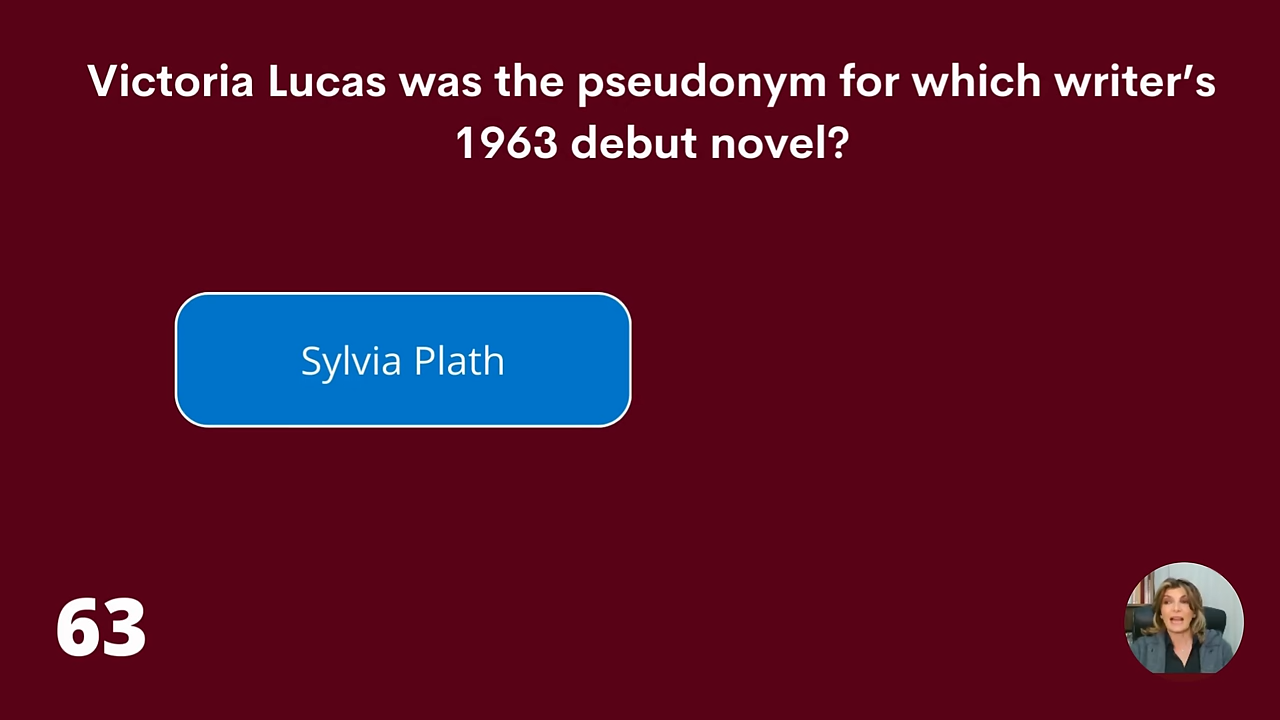 Victoria Lucas was the pseudonym for which writer’s
1963 debut novel?
Sylvia Plath
63